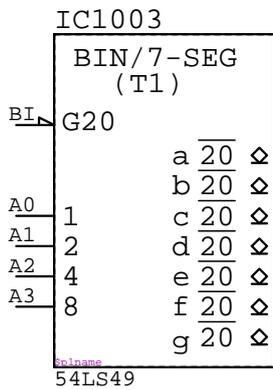 IC1003
BIN/7-SEG
(T1)
BI G20
a 20
b 20
A0 1 c 20
A1 2 d 20
A2 4 e 20
A3 8 f 20
g 20
$plname
54LS49